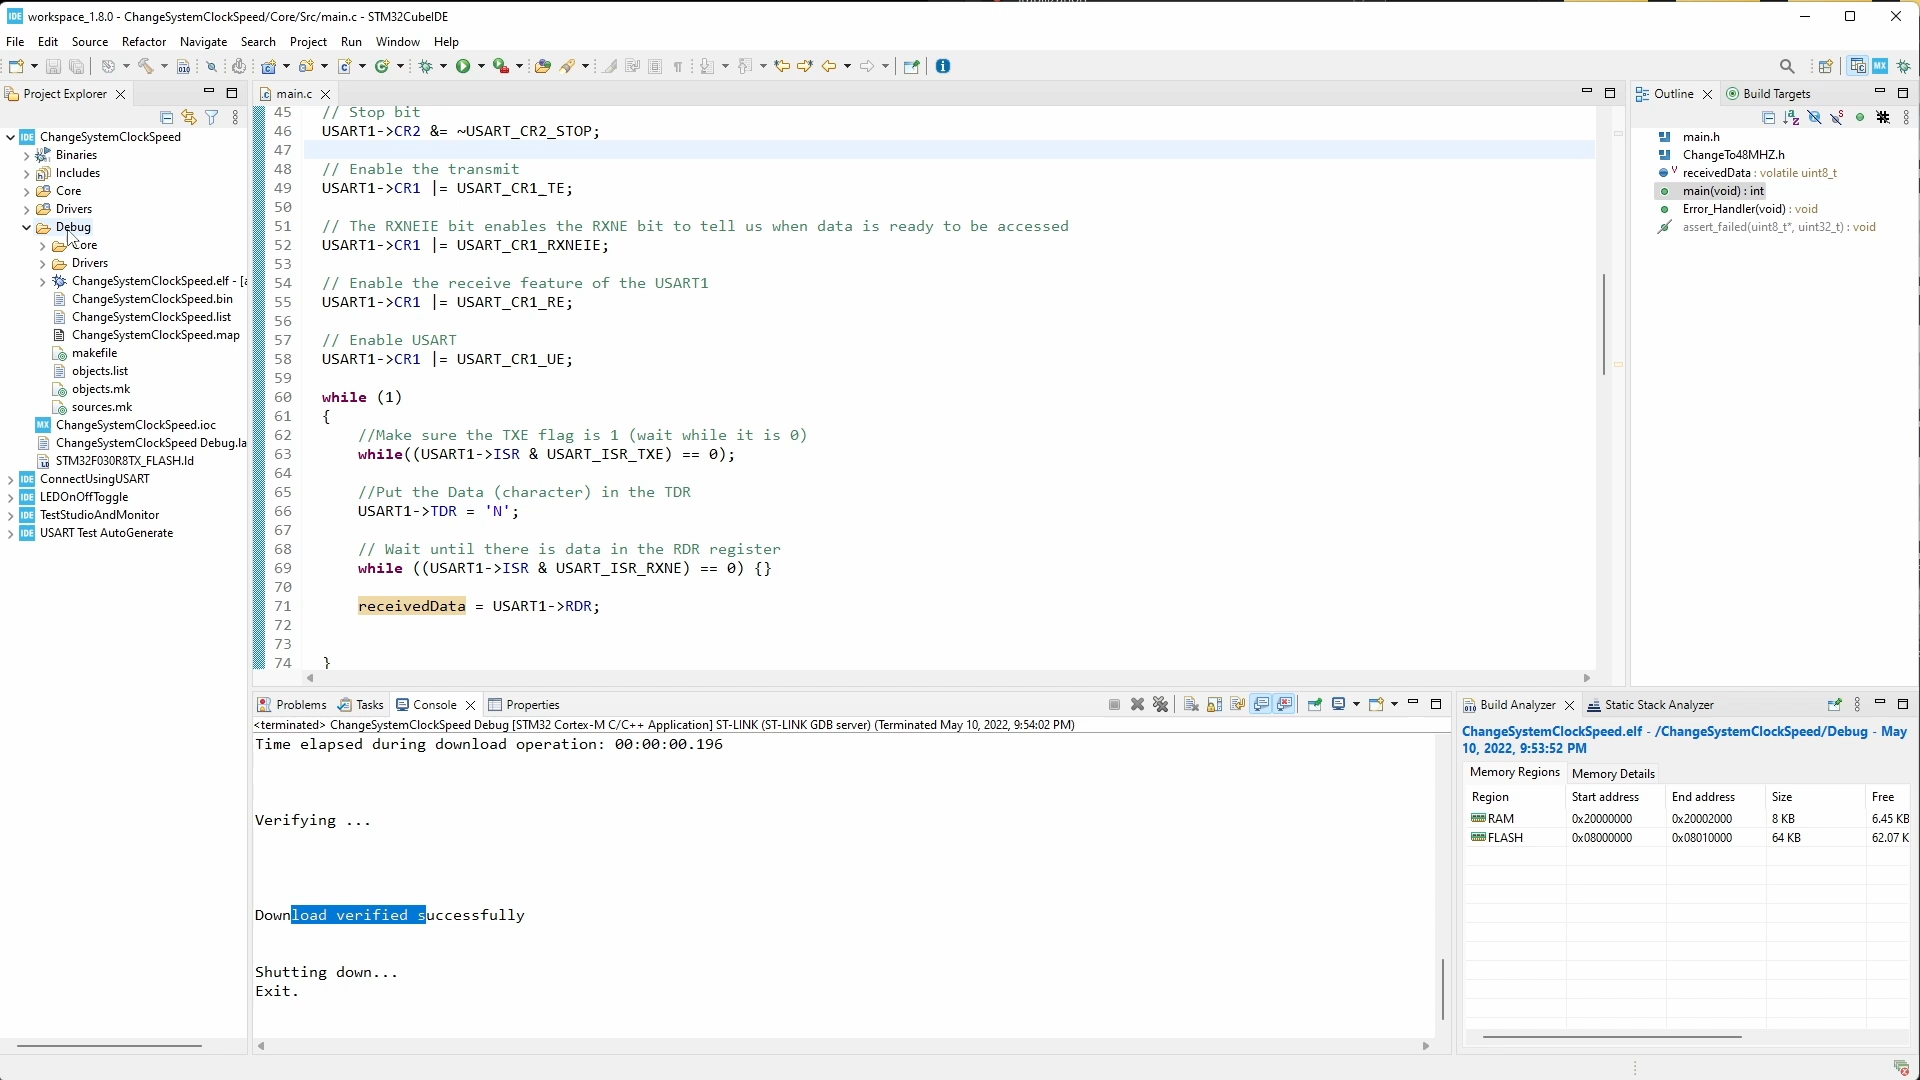 workspace_1.8.0 - ChangeSystemClockSpeed/Core/Src/main.c - STM32CubeIDE
File Edit Source Refactor Navigate Search Project Run Window Help
Project Explorer
ChangeSystemClockSpeed
Binaries
Includes
Core
Drivers
Debug
Core
Drivers
ChangeSystemClockSpeed.elf - [a
ChangeSystemClockSpeed.bin
ChangeSystemClockSpeed.list
ChangeSystemClockSpeed.map
makefile
objects.list
objects.mk
sources.mk
ChangeSystemClockSpeed.ioc
ChangeSystemClockSpeed Debug.la
STM32F030R8TX_FLASH.ld
ConnectUsingUSART
LEDOnOffToggle
TestStudioAndMonitor
USART Test AutoGenerate
main.c
45 // Stop bit
46 USART1->CR2 &= ~USART_CR2_STOP;
47
48 // Enable the transmit
49 USART1->CR1 |= USART_CR1_TE;
50
51 // The RXNEIE bit enables the RXNE bit to tell us when data is ready to be accessed
52 USART1->CR1 |= USART_CR1_RXNEIE;
53
54 // Enable the receive feature of the USART1
55 USART1->CR1 |= USART_CR1_RE;
56
57 // Enable USART
58 USART1->CR1 |= USART_CR1_UE;
59
60 while (1)
61 {
62 //Make sure the TXE flag is 1 (wait while it is 0)
63 while((USART1->ISR & USART_ISR_TXE) == 0);
64
65 //Put the Data (character) in the TDR
66 USART1->TDR = 'N';
67
68 // Wait until there is data in the RDR register
69 while ((USART1->ISR & USART_ISR_RXNE) == 0) {}
70
71 receivedData = USART1->RDR;
72
73
74 }
Outline Build Targets
main.h
ChangeTo48MHZ.h
receivedData : volatile uint8_t
main(void) : int
Error_Handler(void) : void
assert_failed(uint8_t*, uint32_t) : void
Problems Tasks Console Properties
<terminated> ChangeSystemClockSpeed Debug [STM32 Cortex-M C/C++ Application] ST-LINK (ST-LINK GDB server) (Terminated May 10, 2022, 9:54:02 PM)
Time elapsed during download operation: 00:00:00.196
Verifying ...
Download verified successfully
Shutting down...
Exit.
Build Analyzer Static Stack Analyzer
ChangeSystemClockSpeed.elf - /ChangeSystemClockSpeed/Debug - May
10, 2022, 9:53:52 PM
Memory Regions Memory Details
Region Start address End address Size Free
RAM 0x20000000 0x20002000 8 KB 6.45 KB
FLASH 0x08000000 0x08010000 64 KB 62.07 K